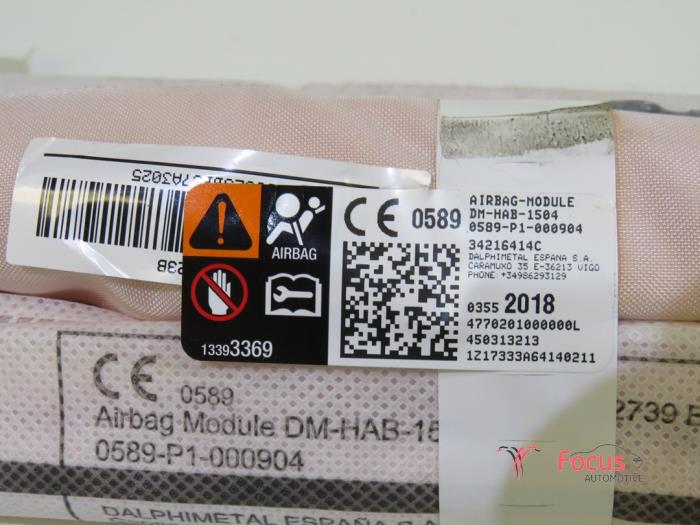 7A3025
23B
AIRBAG
13393369
CE 0589
AIRBAG-MODULE
DM-HAB-1504
0589-P1-000904
34216414C
DALPHIMETAL ESPANA S.A.
CARAMUXO 35 E-36213 VIGO
PHONE: +34986293129
0355 2018
4770201000000L
450313213
1Z17333A64140211
CE 0589
Airbag Module DM-HAB-15
2739
0589-P1-000904
DALPHIMETAL ESPAÑA S.A.
Focus
AUTOMOTIVE